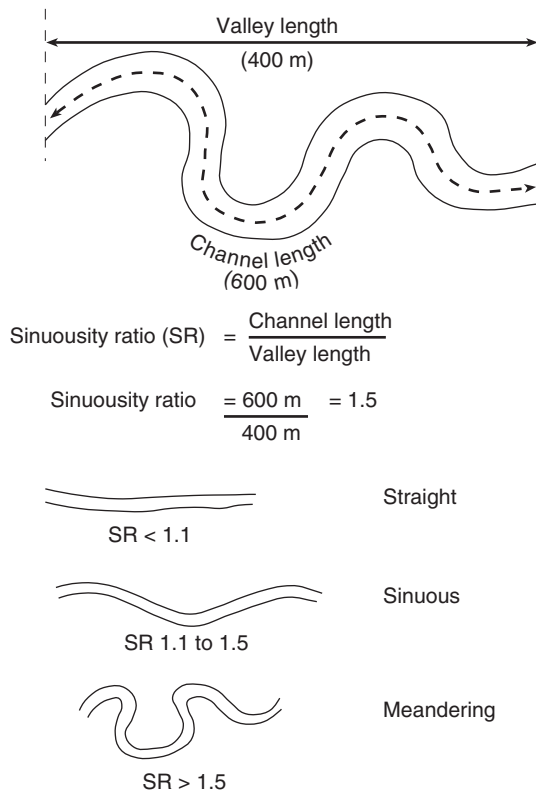 Valley length
(400 m)
Channel length
(600 m)
Sinuousity ratio (SR) = Channel length
Valley length
Sinuousity ratio = 600 m = 1.5
400 m
Straight
SR < 1.1
Sinuous
SR 1.1 to 1.5
Meandering
SR > 1.5